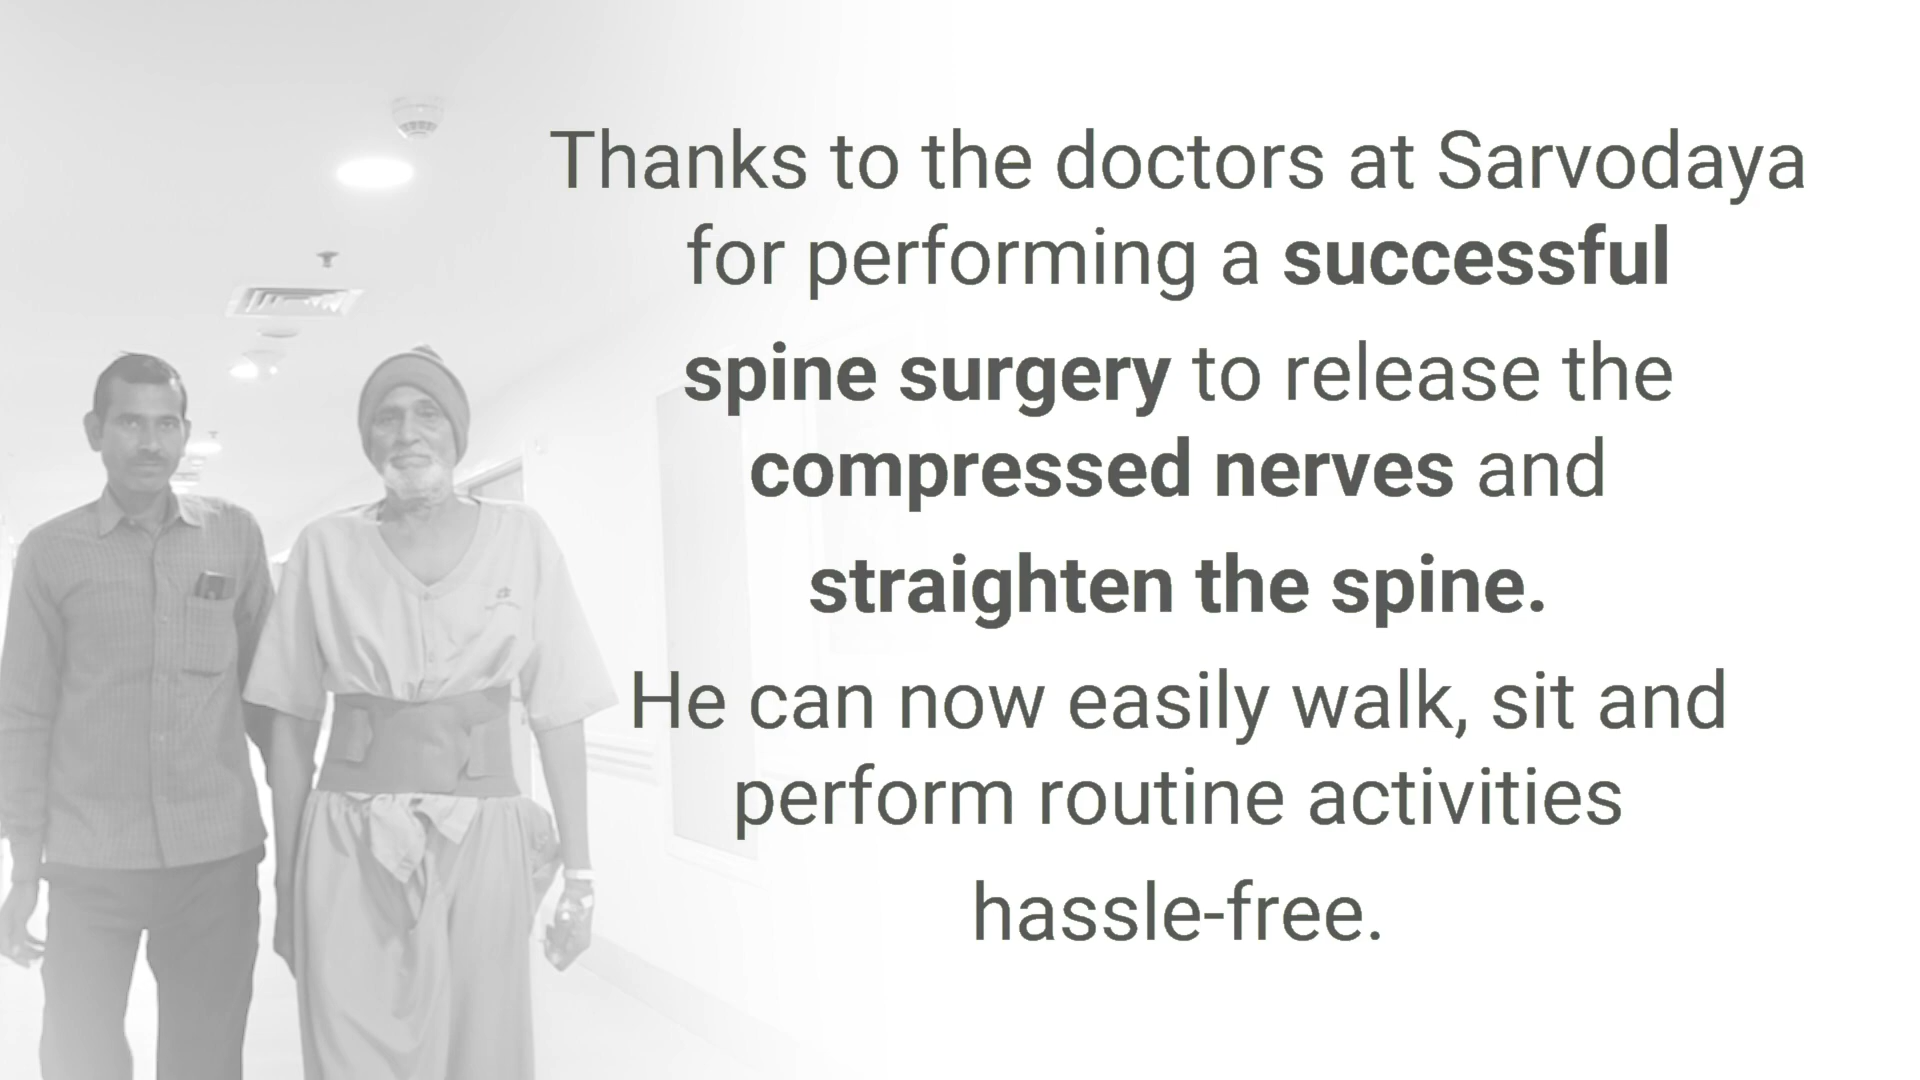 Thanks to the doctors at Sarvodaya
for performing a successful
spine surgery to release the
compressed nerves and
straighten the spine.
He can now easily walk, sit and
perform routine activities
hassle-free.